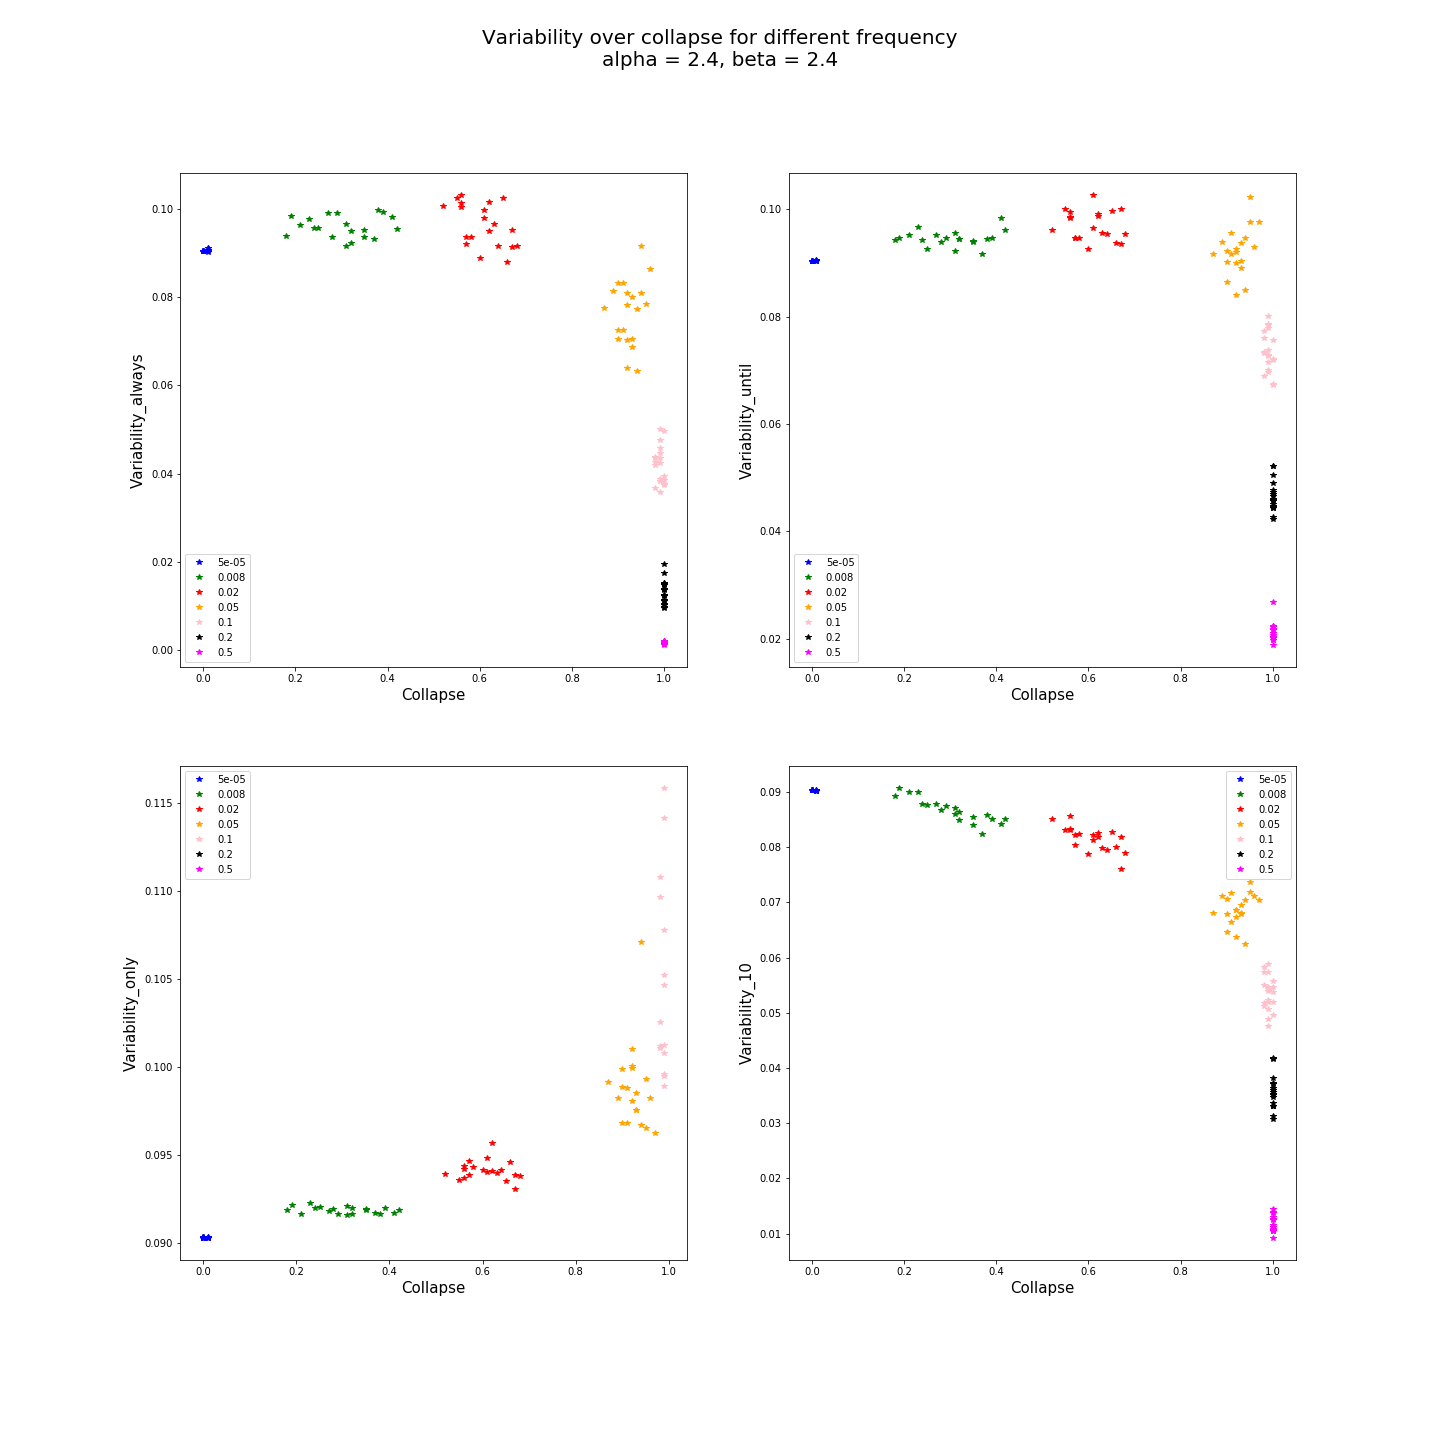 Variability over collapse for different frequency
alpha = 2.4, beta = 2.4
Variability_always
0.10
0.08
0.06
0.04
0.02
0.00
5e-05
0.008
0.02
0.05
0.1
0.2
0.5
0.0 0.2 0.4 0.6 0.8 1.0
Collapse
Variability_until
0.10
0.08
0.06
0.04
0.02
5e-05
0.008
0.02
0.05
0.1
0.2
0.5
0.0 0.2 0.4 0.6 0.8 1.0
Collapse
Variability_only
0.115
0.110
0.105
0.100
0.095
0.090
5e-05
0.008
0.02
0.05
0.1
0.2
0.5
0.0 0.2 0.4 0.6 0.8 1.0
Collapse
Variability_10
0.09
0.08
0.07
0.06
0.05
0.04
0.03
0.02
0.01
5e-05
0.008
0.02
0.05
0.1
0.2
0.5
0.0 0.2 0.4 0.6 0.8 1.0
Collapse